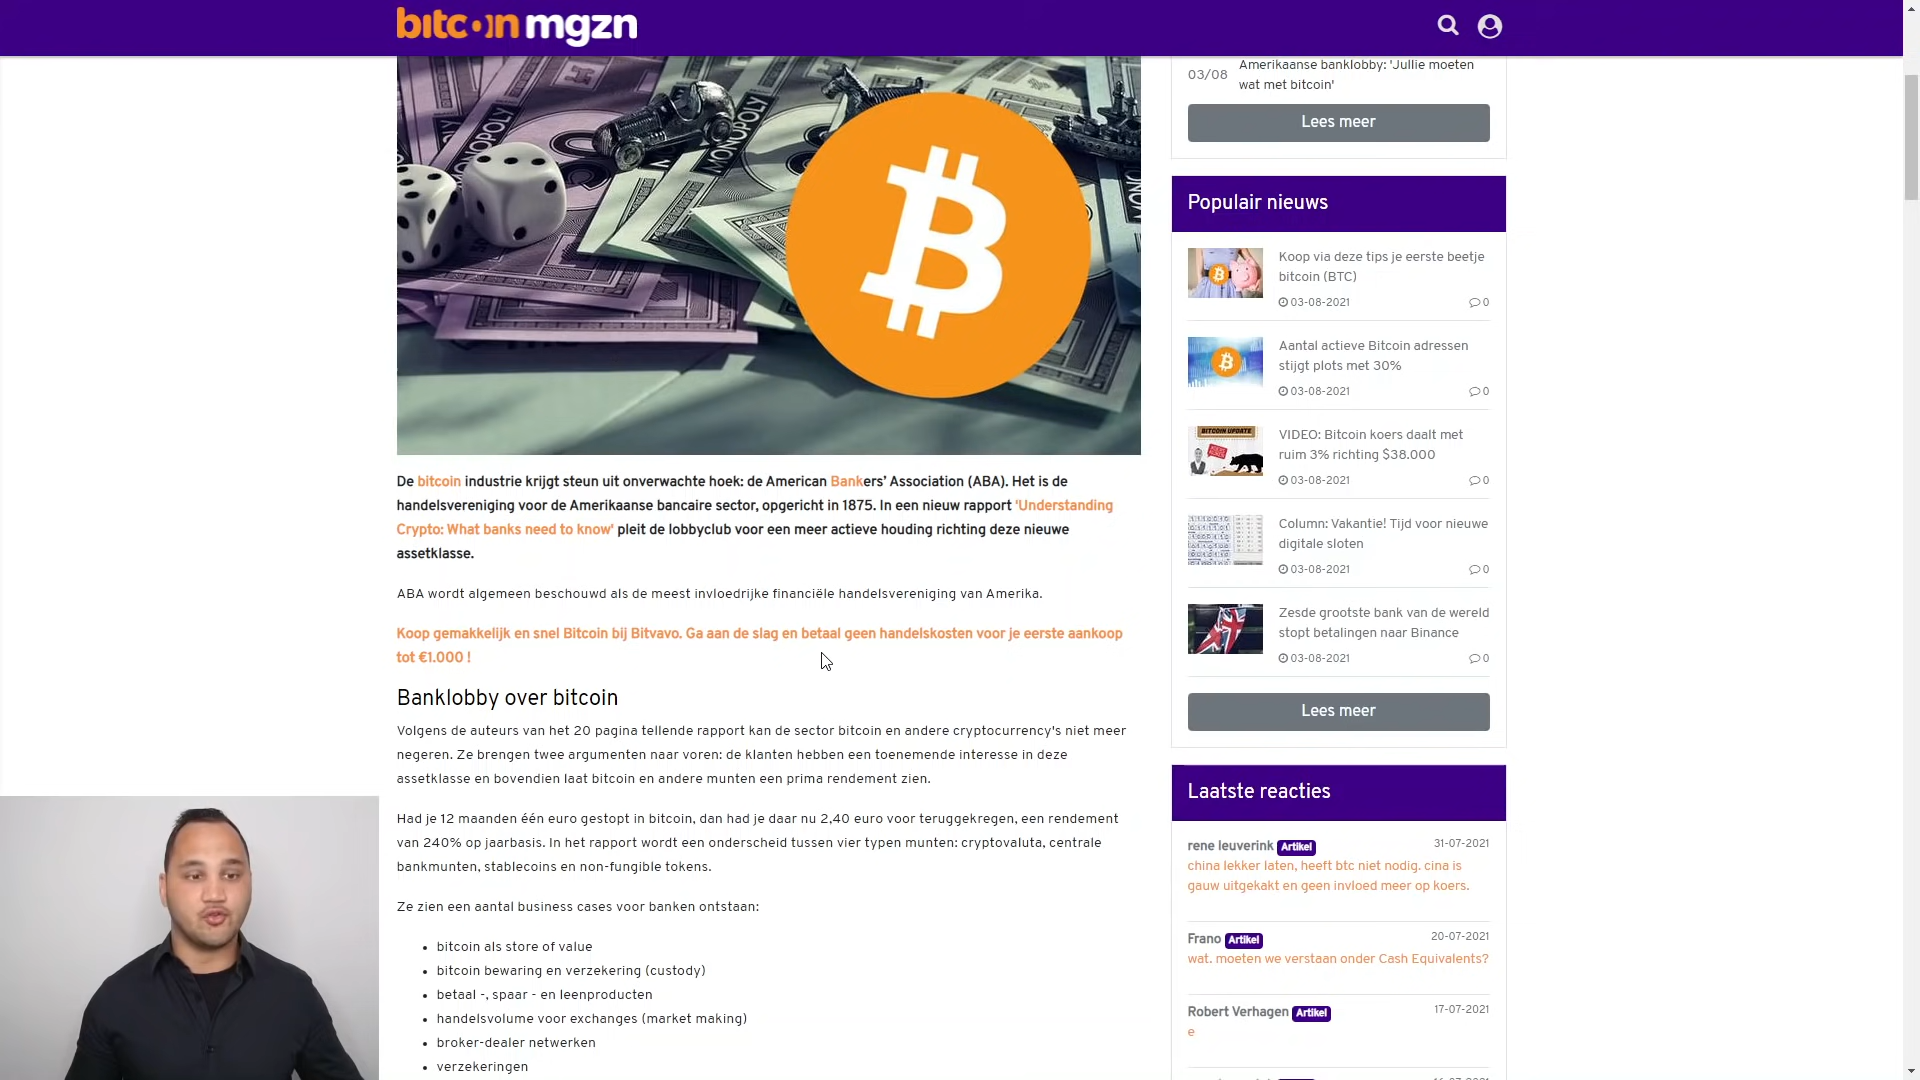 bitcoin mgzn
MONOPOLY
MONOPOLY
De bitcoin industrie krijgt steun uit onverwachte hoek: de American Bankers’ Association (ABA). Het is de
handelsvereniging voor de Amerikaanse bancaire sector, opgericht in 1875. In een nieuw rapport ‘Understanding
Crypto: What banks need to know’ pleit de lobbyclub voor een meer actieve houding richting deze nieuwe
assetklasse.
ABA wordt algemeen beschouwd als de meest invloedrijke financiële handelsvereniging van Amerika.
Koop gemakkelijk en snel Bitcoin bij Bitvavo. Ga aan de slag en betaal geen handelskosten voor je eerste aankoop
tot €1.000 !
Banklobby over bitcoin
Volgens de auteurs van het 20 pagina tellende rapport kan de sector bitcoin en andere cryptocurrency's niet meer
negeren. Ze brengen twee argumenten naar voren: de klanten hebben een toenemende interesse in deze
assetklasse en bovendien laat bitcoin en andere munten een prima rendement zien.
Had je 12 maanden één euro gestopt in bitcoin, dan had je daar nu 2,40 euro voor teruggekregen, een rendement
van 240% op jaarbasis. In het rapport wordt een onderscheid tussen vier typen munten: cryptovaluta, centrale
bankmunten, stablecoins en non-fungible tokens.
Ze zien een aantal business cases voor banken ontstaan:
• bitcoin als store of value
• bitcoin bewaring en verzekering (custody)
• betaal -, spaar - en leenproducten
• handelsvolume voor exchanges (market making)
• broker-dealer netwerken
• verzekeringen
03/08 Amerikaanse banklobby: 'Jullie moeten
wat met bitcoin'
Lees meer
Populair nieuws
Koop via deze tips je eerste beetje
bitcoin (BTC)
03-08-2021 0
Aantal actieve Bitcoin adressen
stijgt plots met 30%
03-08-2021 0
BITCOIN UPDATE
VIDEO: Bitcoin koers daalt met
ruim 3% richting $38.000
03-08-2021 0
Column: Vakantie! Tijd voor nieuwe
digitale sloten
03-08-2021 0
Zesde grootste bank van de wereld
stopt betalingen naar Binance
03-08-2021 0
Lees meer
Laatste reacties
rene leuverink Artikel 31-07-2021
china lekker laten, heeft btc niet nodig. cina is
gauw uitgekakt en geen invloed meer op koers.
Frano Artikel 20-07-2021
wat. moeten we verstaan onder Cash Equivalents?
Robert Verhagen Artikel 17-07-2021
e